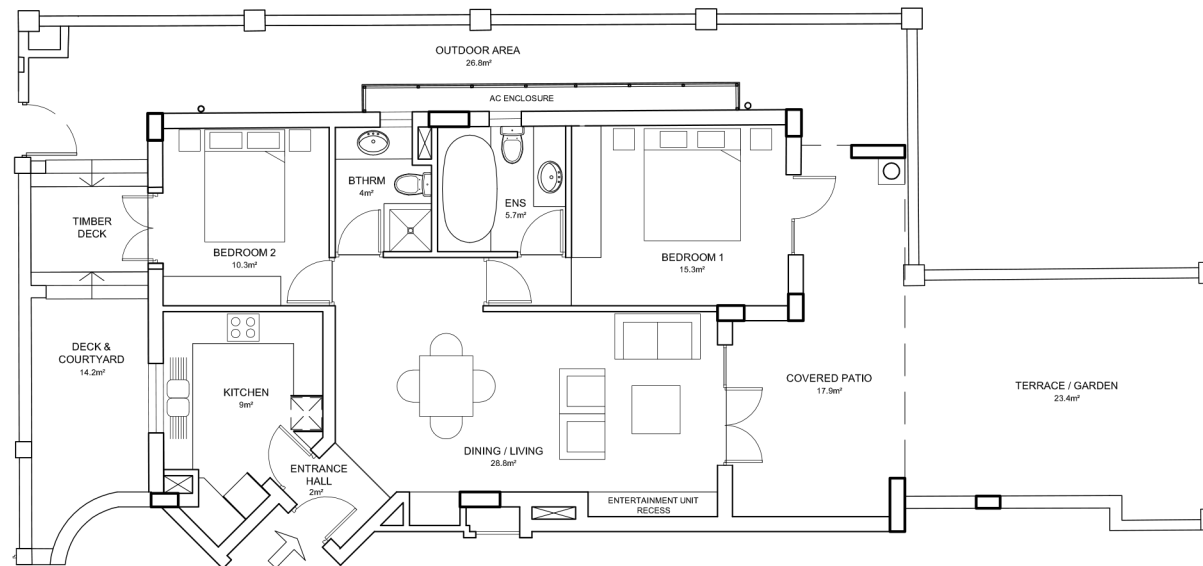 OUTDOOR AREA
26.8m²
AC ENCLOSURE
BTHRM
4m²
ENS
5.7m²
TIMBER
DECK
BEDROOM 2
10.3m²
BEDROOM 1
15.3m²
DECK &
COURTYARD
14.2m²
KITCHEN
9m²
COVERED PATIO
17.9m²
TERRACE / GARDEN
23.4m²
DINING / LIVING
28.8m²
ENTRANCE
HALL
2m²
ENTERTAINMENT UNIT
RECESS